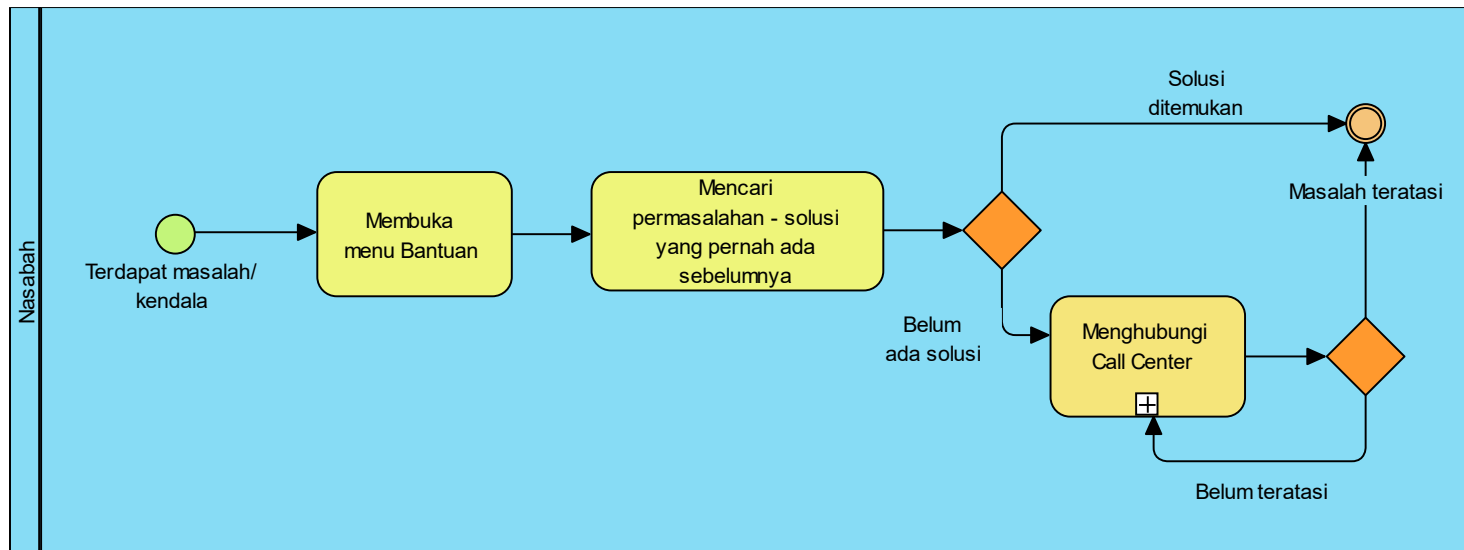 Nasabah
Terdapat masalah/
kendala
Membuka
menu Bantuan
Mencari
permasalahan - solusi
yang pernah ada
sebelumnya
Solusi
ditemukan
Belum
ada solusi
Menghubungi
Call Center
Masalah teratasi
Belum teratasi